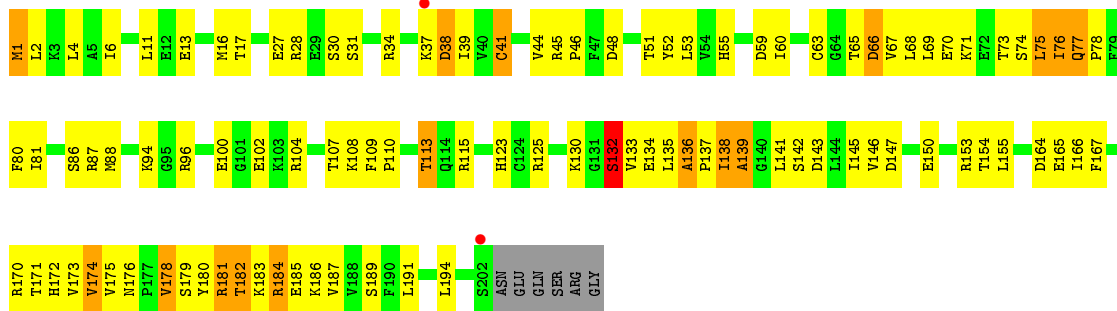 M1 L2 K3 L4 A5 I6 L11 E12 E13 M16 T17 E27 R28 E29 S30 S31 R34 K37 D38 I39 V40 C41 V44 R45 P46 F47 D48 T51 Y52 L53 V54 H55 D59 I60 C63 G64 T65 D66 V67 L68 L69 E70 K71 E72 T73 S74 L75 I76 Q77 P78 E79
F80 I81 S86 R87 M88 K94 G95 R96 E100 G101 E102 K103 R104 T107 K108 F109 P110 T113 Q114 R115 H123 C124 R125 K130 G131 S132 V133 E134 L135 A136 P137 I138 A139 G140 L141 S142 D143 L144 I145 V146 D147 E150 R153 T154 L155 D164 E165 I166 F167
R170 T171 H172 V173 V174 V175 N176 P177 V178 S179 Y180 R181 T182 K183 R184 E185 K186 V187 V188 S189 F190 L191 L194 S202 ASN GLU GLN SER ARG GLY